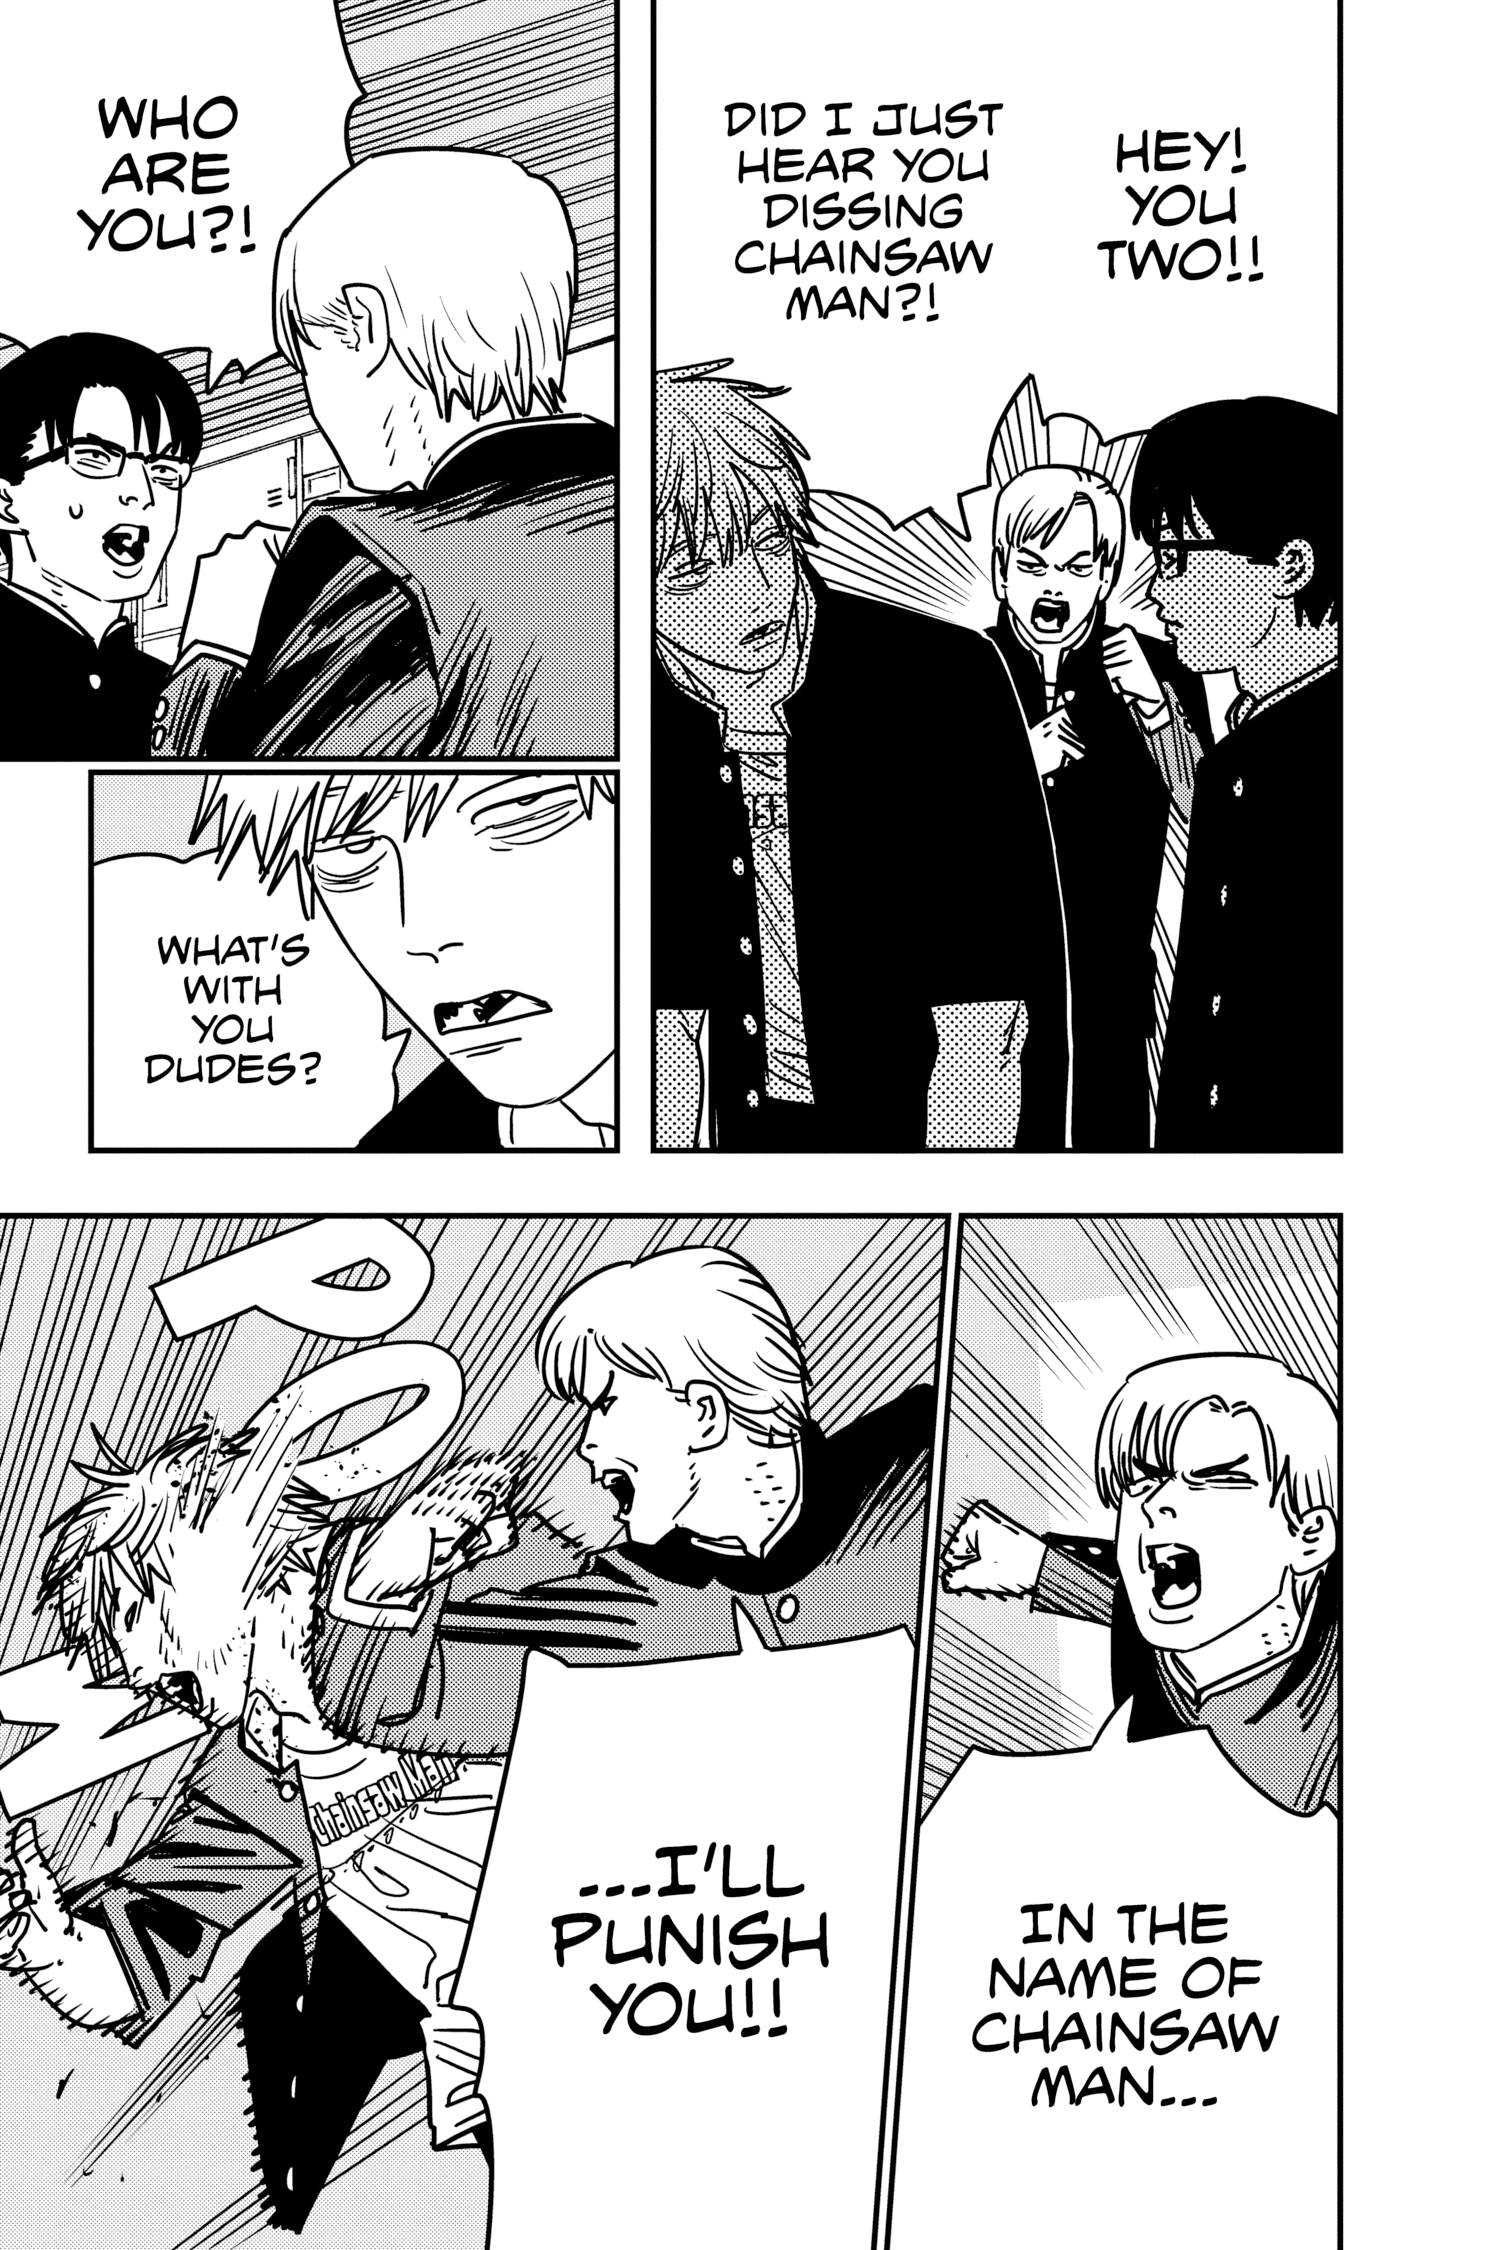 HEY!
YOU
TWO!!
DID I JUST
HEAR YOU
DISSING
CHAINSAW
MAN?!
WHO
ARE
YOU?!
WHAT'S
WITH
YOU
DUDES?
IN THE
NAME OF
CHAINSAW
MAN...
...I'LL
PUNISH
YOU!!
POW
chainsaw Man